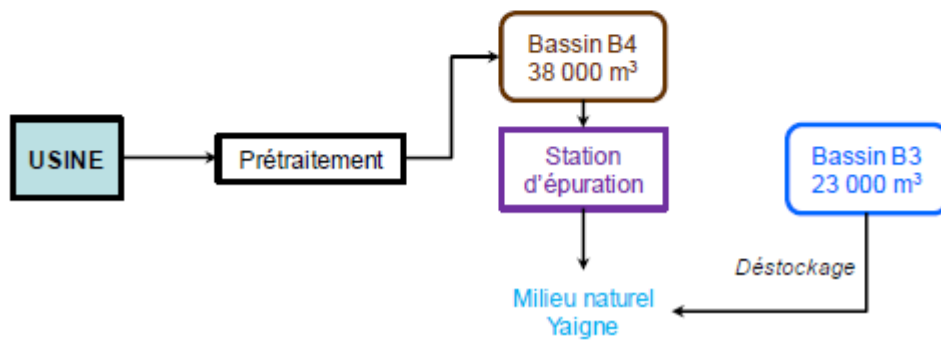 USINE
Prétraitement
Bassin B4
38 000 m³
Station
d'épuration
Bassin B3
23 000 m³
Déstockage
Milieu naturel
Yaigne